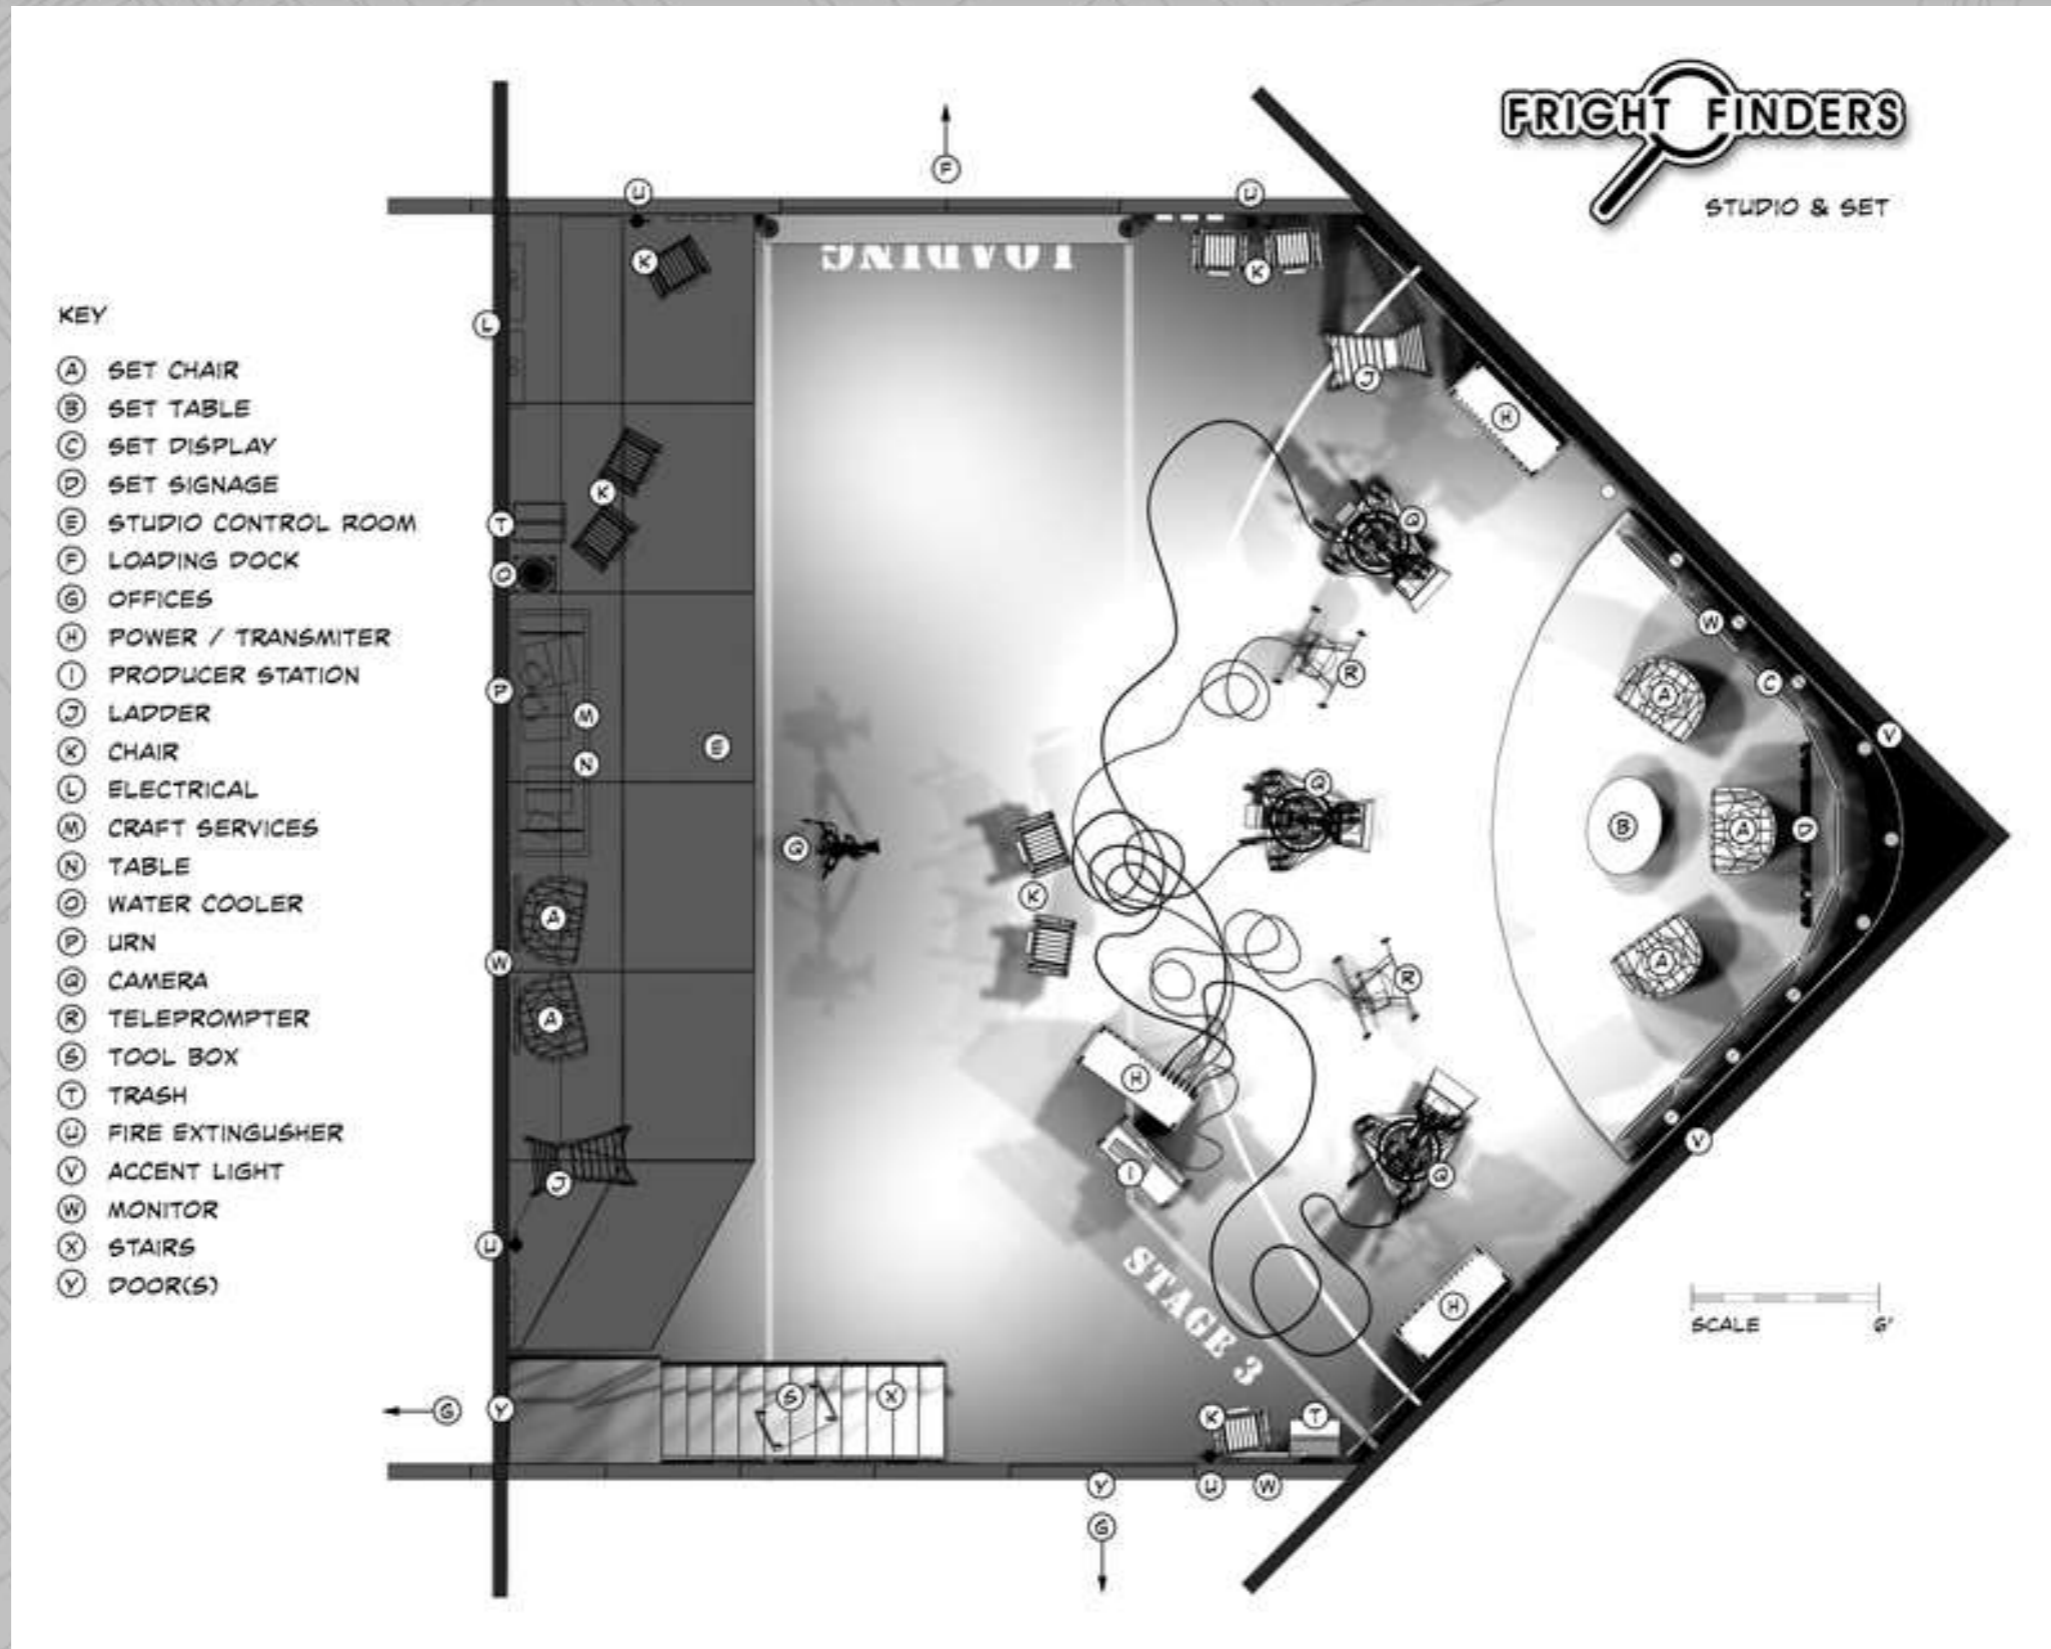 FRIGHT FINDERS
STUDIO & SET
LOADING
KEY
A SET CHAIR
B SET TABLE
C SET DISPLAY
D SET SIGNAGE
E STUDIO CONTROL ROOM
F LOADING DOCK
G OFFICES
H POWER / TRANSMITER
I PRODUCER STATION
J LADDER
K CHAIR
L ELECTRICAL
M CRAFT SERVICES
N TABLE
O WATER COOLER
P URN
Q CAMERA
R TELEPROMPTER
S TOOL BOX
T TRASH
U FIRE EXTINGUSHER
V ACCENT LIGHT
W MONITOR
X STAIRS
Y DOOR(S)
U
F
U
K
K
L
J
H
K
T
Q
O
W
R
A
C
P
M
V
E
N
Q
B
A
D
Q
K
A
A
W
R
A
H
V
I
Q
J
U
STAGE 3
H
SCALE 6'
G
Y
S
X
K
T
Y
U
W
G